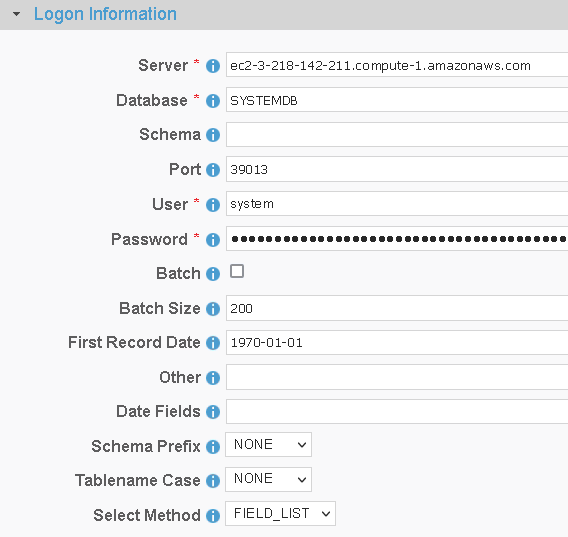 Logon Information
Server * ec2-3-218-142-211.compute-1.amazonaws.com
Database * SYSTEMDB
Schema
Port 39013
User * system
Password * ●●●●●●●●●●●●●●●●●●●●●●●●●●●●●●●●●●●●●●●
Batch
Batch Size 200
First Record Date 1970-01-01
Other
Date Fields
Schema Prefix NONE
Tablename Case NONE
Select Method FIELD_LIST